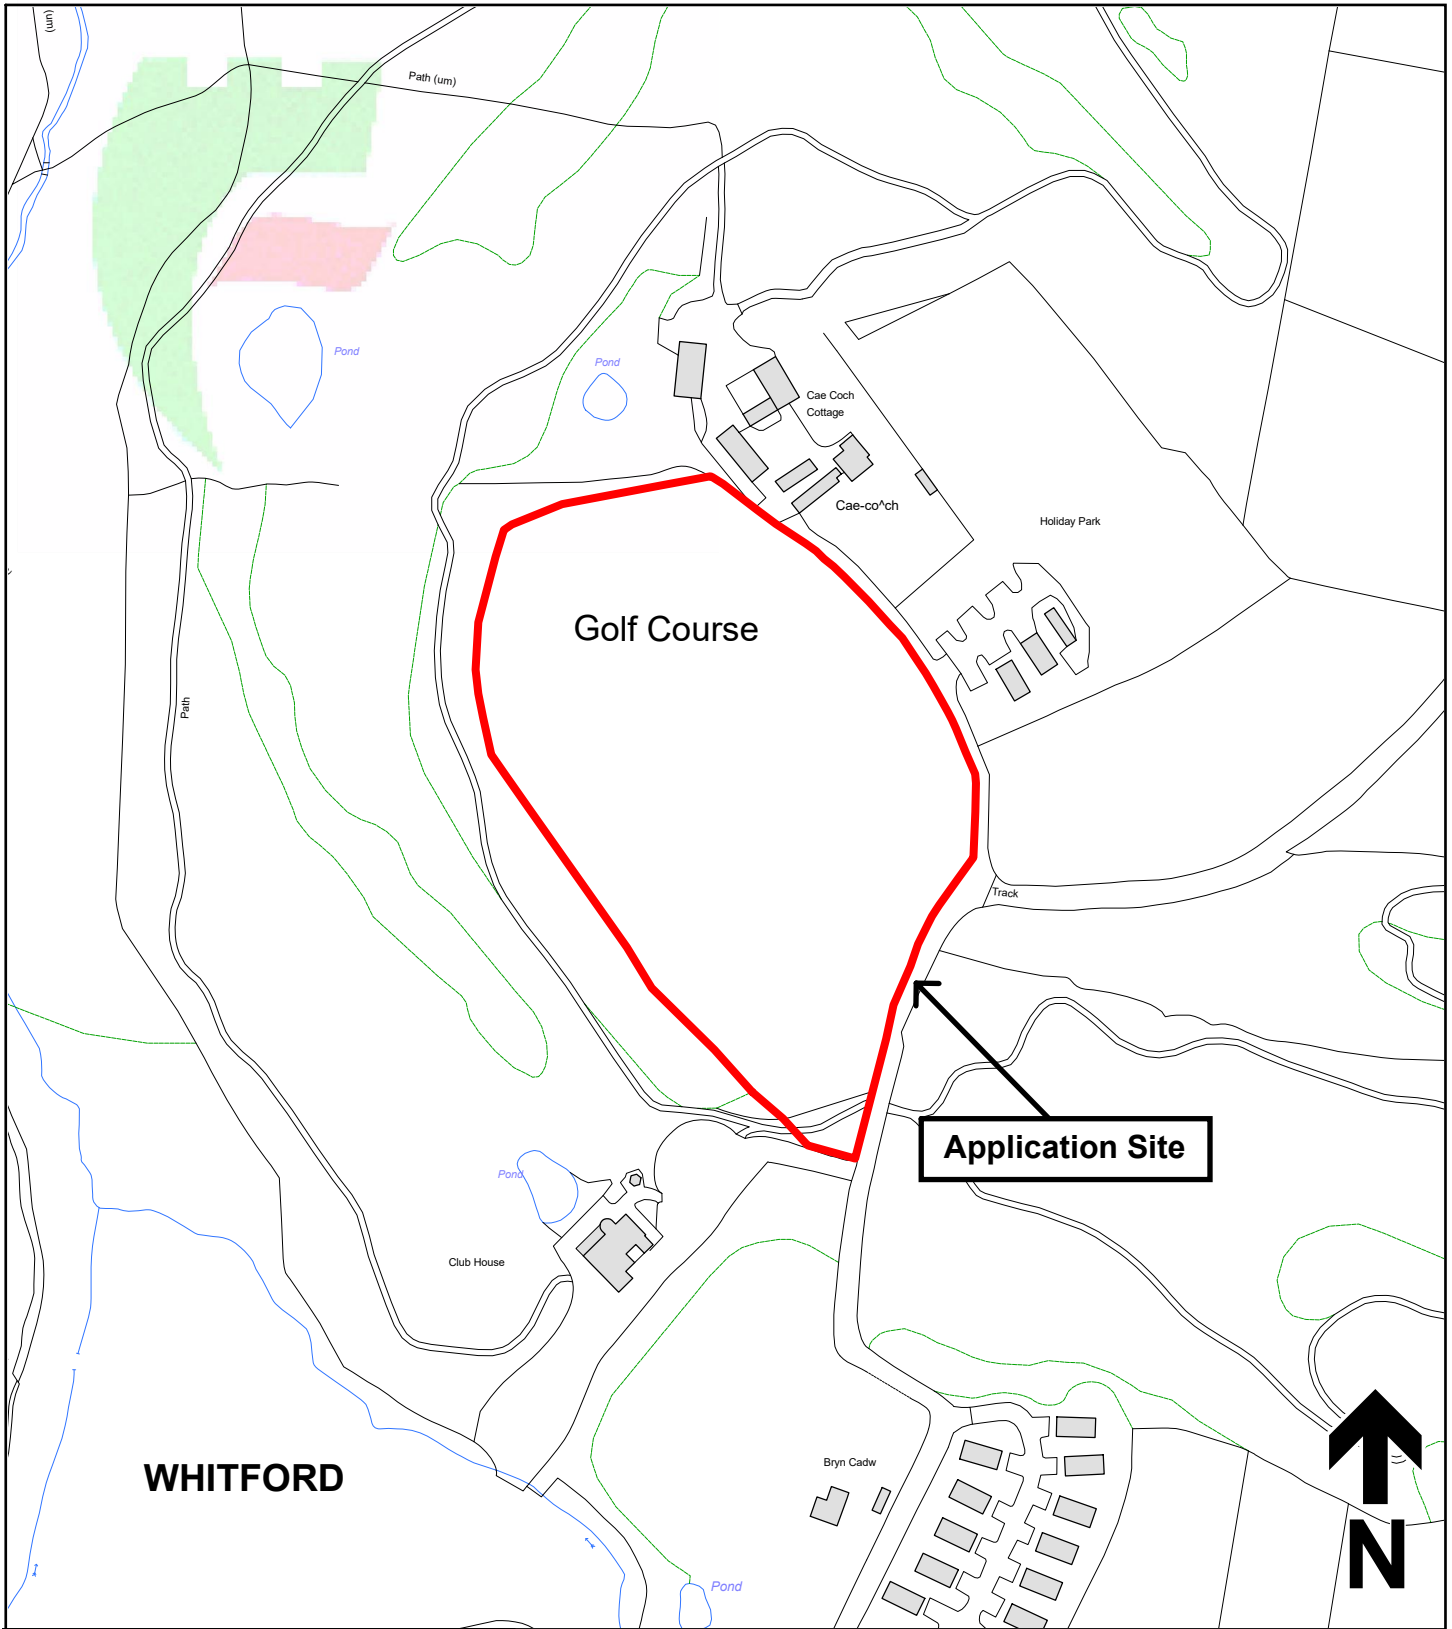 (um)
Path (um)
Pond
Pond
Cae Coch
Cottage
Cae-co^ch
Holiday Park
Golf Course
Path
Track
Application Site
Pond
Club House
WHITFORD
Bryn Cadw
N
Pond